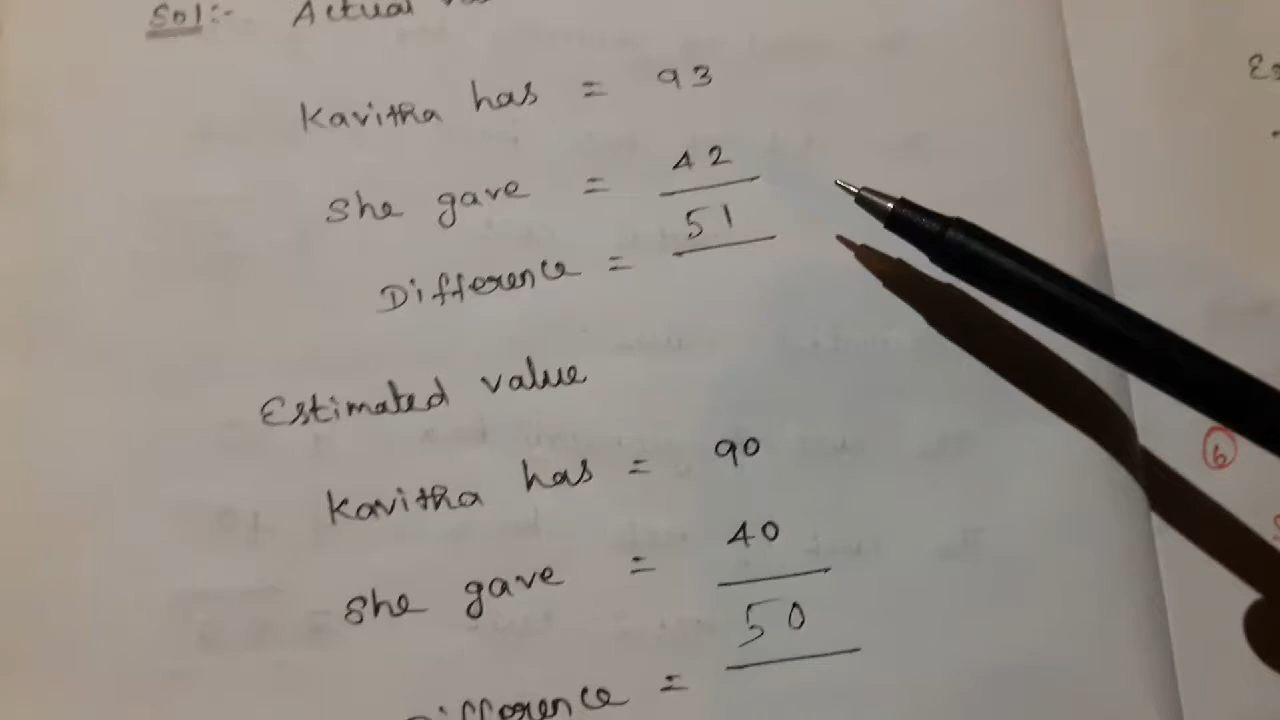 Sol:- Actual
Kavitha has = 93
She gave = 42
Difference = 51
Estimated value
Kavitha has = 90
She gave = 40
Difference = 50
6